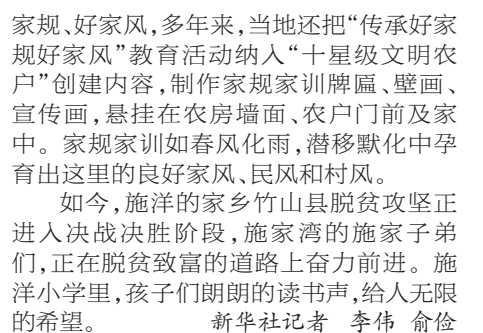 家规、好家风，多年来，当地还把“传承好家
规好家风”教育活动纳入“十星级文明农
户”创建内容，制作家规家训牌匾、壁画、
宣传画，悬挂在农房墙面、农户门前及家
中。家规家训如春风化雨，潜移默化中孕
育出这里的良好家风、民风和村风。
如今，施洋的家乡竹山县脱贫攻坚正
进入决战决胜阶段，施家湾的施家子弟
们，正在脱贫致富的道路上奋力前进。施
洋小学里，孩子们朗朗的读书声，给人无限
的希望。 新华社记者 李伟 俞俭